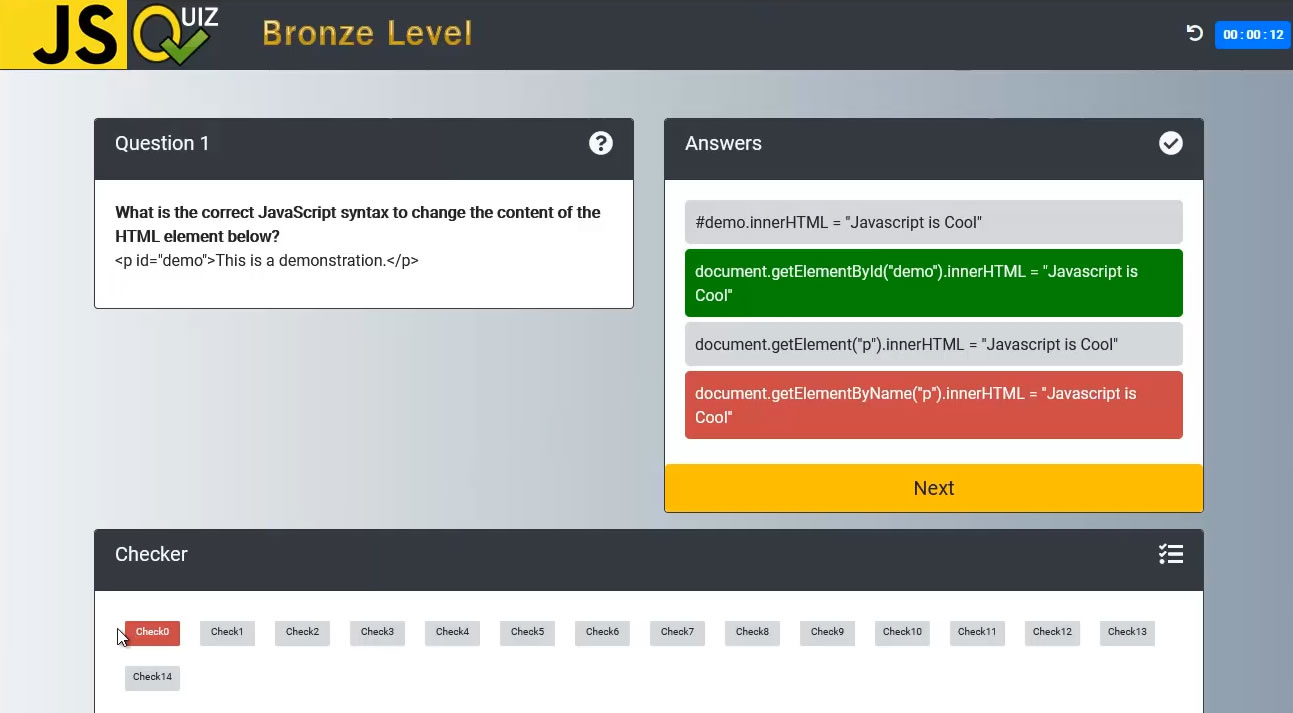 JS QUIZ
Bronze Level
00 : 00 : 12
Question 1
?
What is the correct JavaScript syntax to change the content of the
HTML element below?
<p id="demo">This is a demonstration.</p>
Answers
#demo.innerHTML = "Javascript is Cool"
document.getElementById("demo").innerHTML = "Javascript is
Cool"
document.getElement("p").innerHTML = "Javascript is Cool"
document.getElementByName("p").innerHTML = "Javascript is
Cool"
Next
Checker
Check0 Check1 Check2 Check3 Check4 Check5 Check6 Check7 Check8 Check9 Check10 Check11 Check12 Check13
Check14